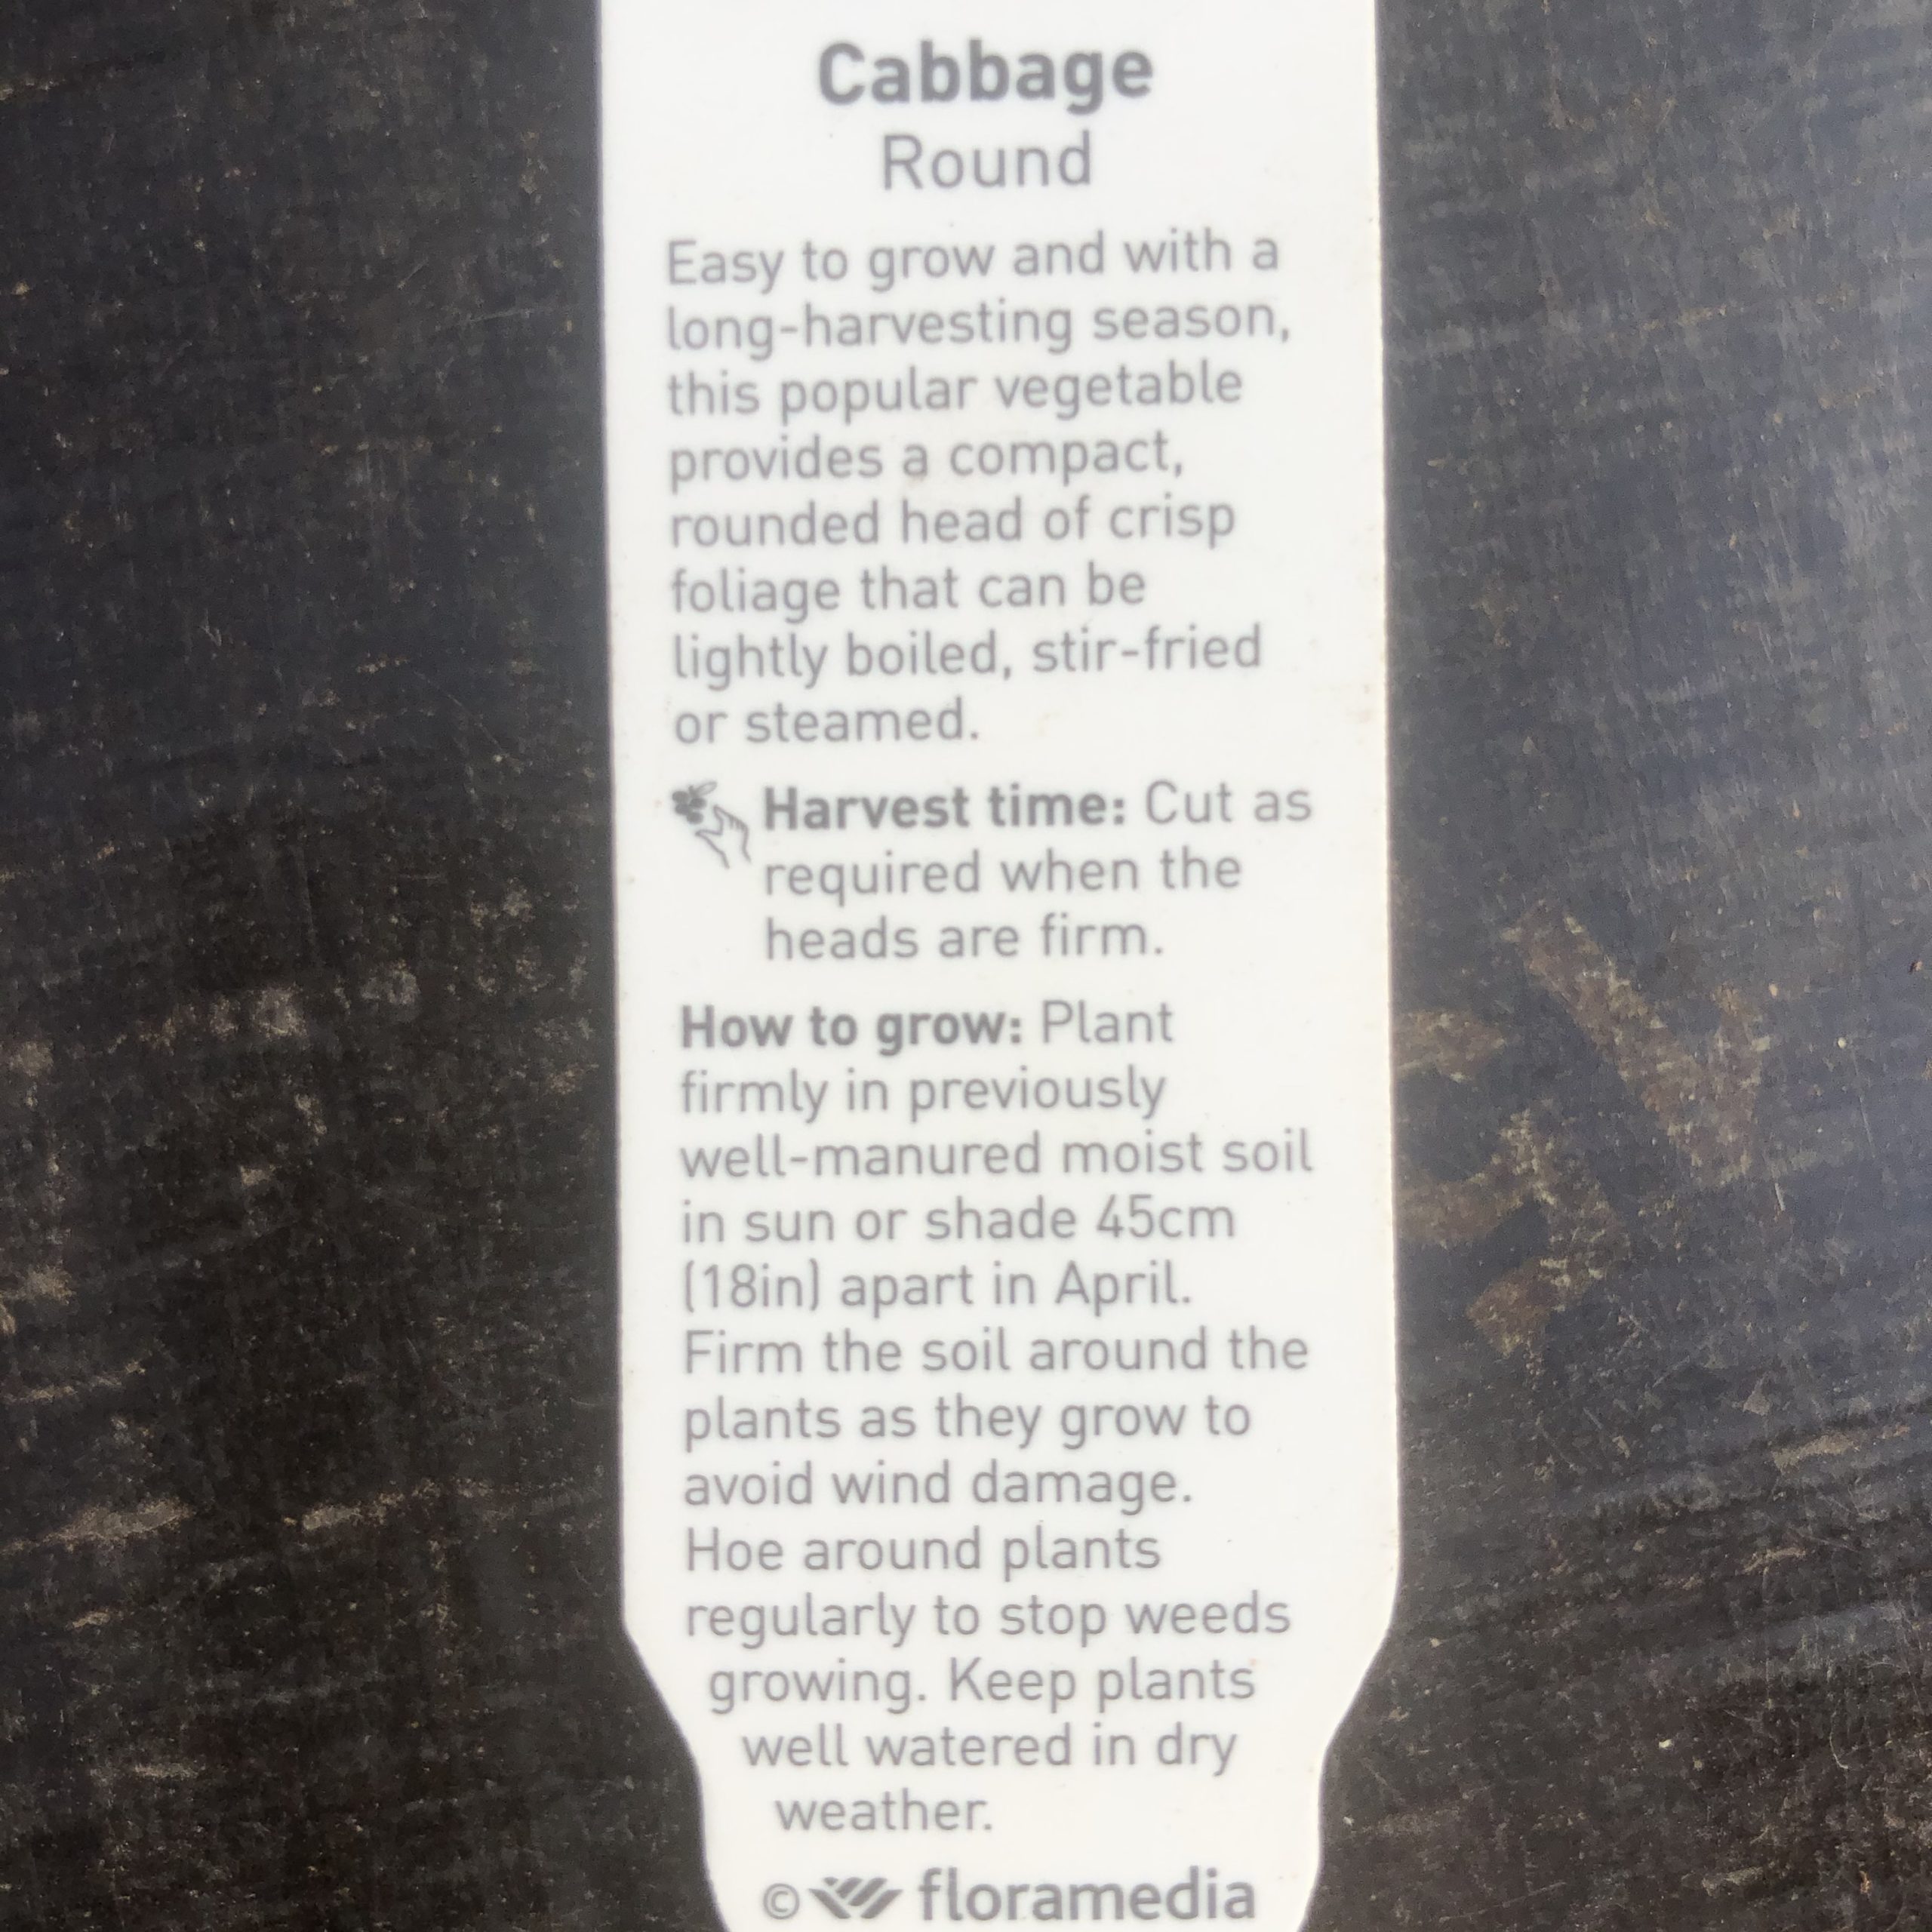 Cabbage
Round
Easy to grow and with a
long-harvesting season,
this popular vegetable
provides a compact,
rounded head of crisp
foliage that can be
lightly boiled, stir-fried
or steamed.
Harvest time: Cut as
required when the
heads are firm.
How to grow: Plant
firmly in previously
well-manured moist soil
in sun or shade 45cm
(18in) apart in April.
Firm the soil around the
plants as they grow to
avoid wind damage.
Hoe around plants
regularly to stop weeds
growing. Keep plants
well watered in dry
weather.
© floramedia